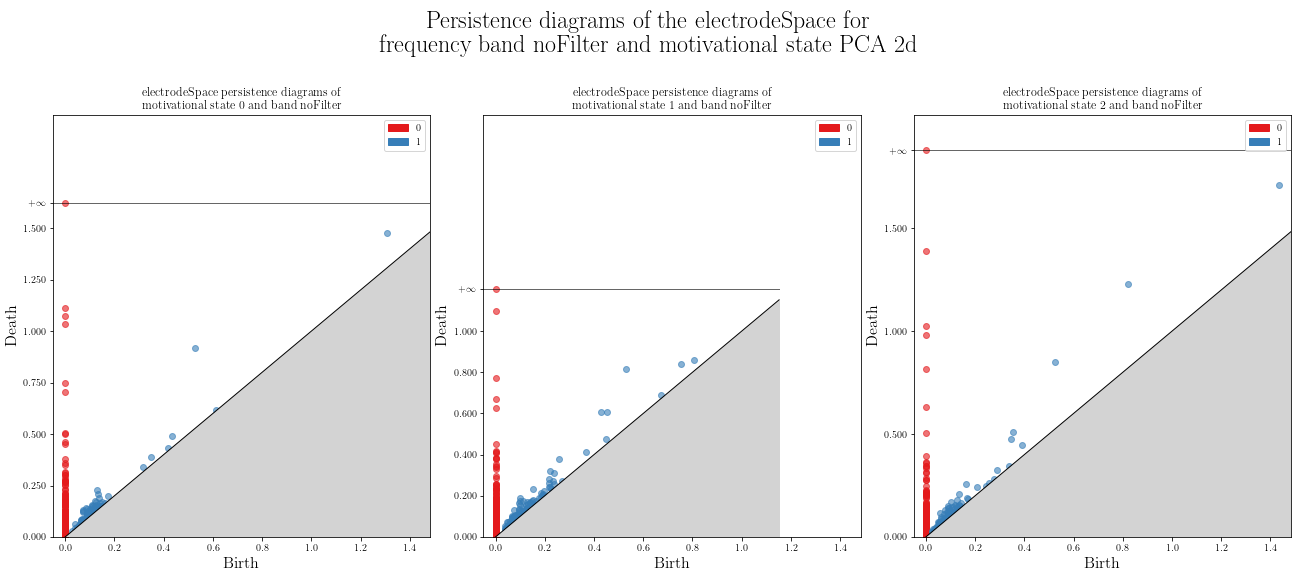 Persistence diagrams of the electrodeSpace for
frequency band noFilter and motivational state PCA 2d
electrodeSpace persistence diagrams of
motivational state 0 and band noFilter
0
1
+∞
1.500
1.250
1.000
0.750
0.500
0.250
0.000
Death
0.0 0.2 0.4 0.6 0.8 1.0 1.2 1.4
Birth
electrodeSpace persistence diagrams of
motivational state 1 and band noFilter
0
1
+∞
1.000
0.800
0.600
0.400
0.200
0.000
Death
0.0 0.2 0.4 0.6 0.8 1.0 1.2 1.4
Birth
electrodeSpace persistence diagrams of
motivational state 2 and band noFilter
0
1
+∞
1.500
1.000
0.500
0.000
Death
0.0 0.2 0.4 0.6 0.8 1.0 1.2 1.4
Birth